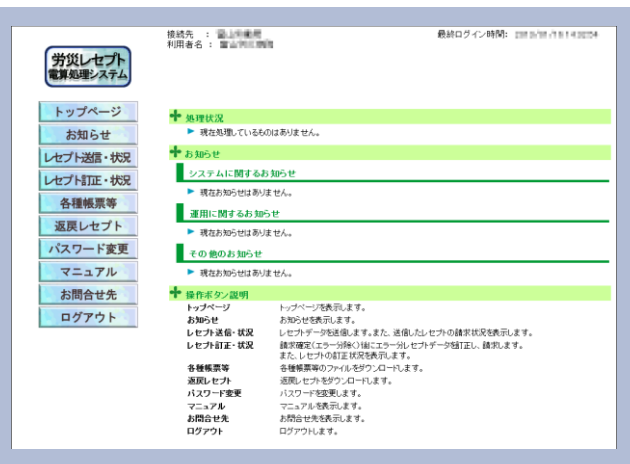 接続先 :
利用者名 :
最終ログイン時間:
労災レセプト
電算処理システム
トップページ
お知らせ
レセプト送信・状況
レセプト訂正・状況
各種帳票等
返戻レセプト
パスワード変更
マニュアル
お問合せ先
ログアウト
処理状況
現在処理しているものはありません。
お知らせ
システムに関するお知らせ
現在お知らせはありません。
運用に関するお知らせ
現在お知らせはありません。
その他のお知らせ
現在お知らせはありません。
操作ボタン説明
トップページ トップページを表示します。
お知らせ お知らせを表示します。
レセプト送信・状況 レセプトデータを送信します。また、送信したレセプトの請求状況を表示します。
レセプト訂正・状況 請求確定(エラー分除く)後にエラー分レセプトデータを訂正し、請求します。
また、レセプトの訂正状況を表示します。
各種帳票等 各種帳票等のファイルをダウンロードします。
返戻レセプト 返戻レセプトをダウンロードします。
パスワード変更 パスワードを変更します。
マニュアル マニュアルを表示します。
お問合せ先 お問合せ先を表示します。
ログアウト ログアウトします。